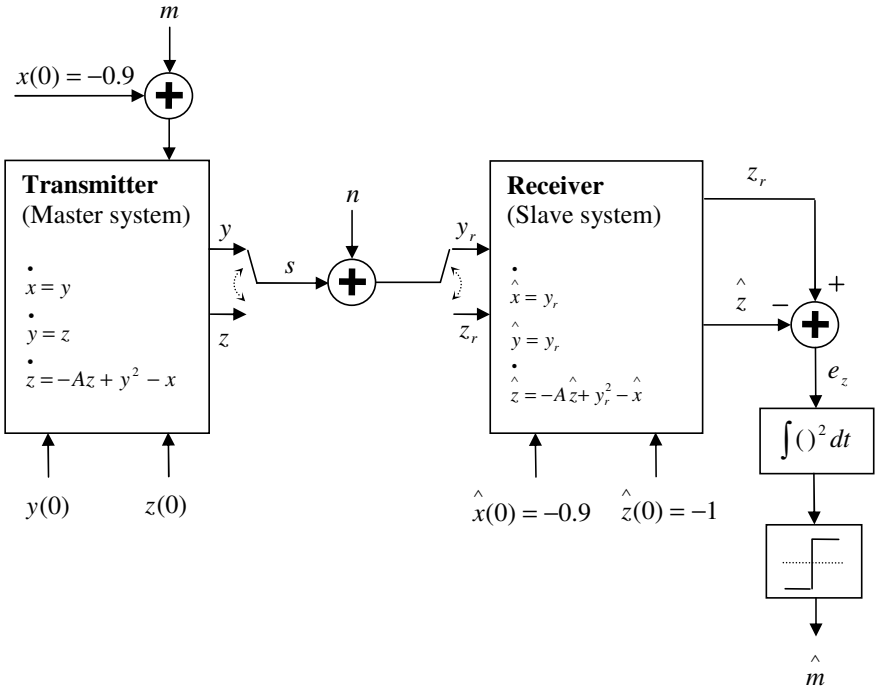 m
x(0) = −0.9
Transmitter
(Master system)
ẋ = y
ẏ = z
ż = −Az + y² − x
y
z
y(0)
z(0)
s
n
y_r
z_r
Receiver
(Slave system)
x̂̇ = y_r
ŷ = y_r
ẑ̇ = −Aẑ + y_r² − x̂
x̂(0) = −0.9
ẑ(0) = −1
z_r
ẑ
−
+
e_z
∫()² dt
m̂